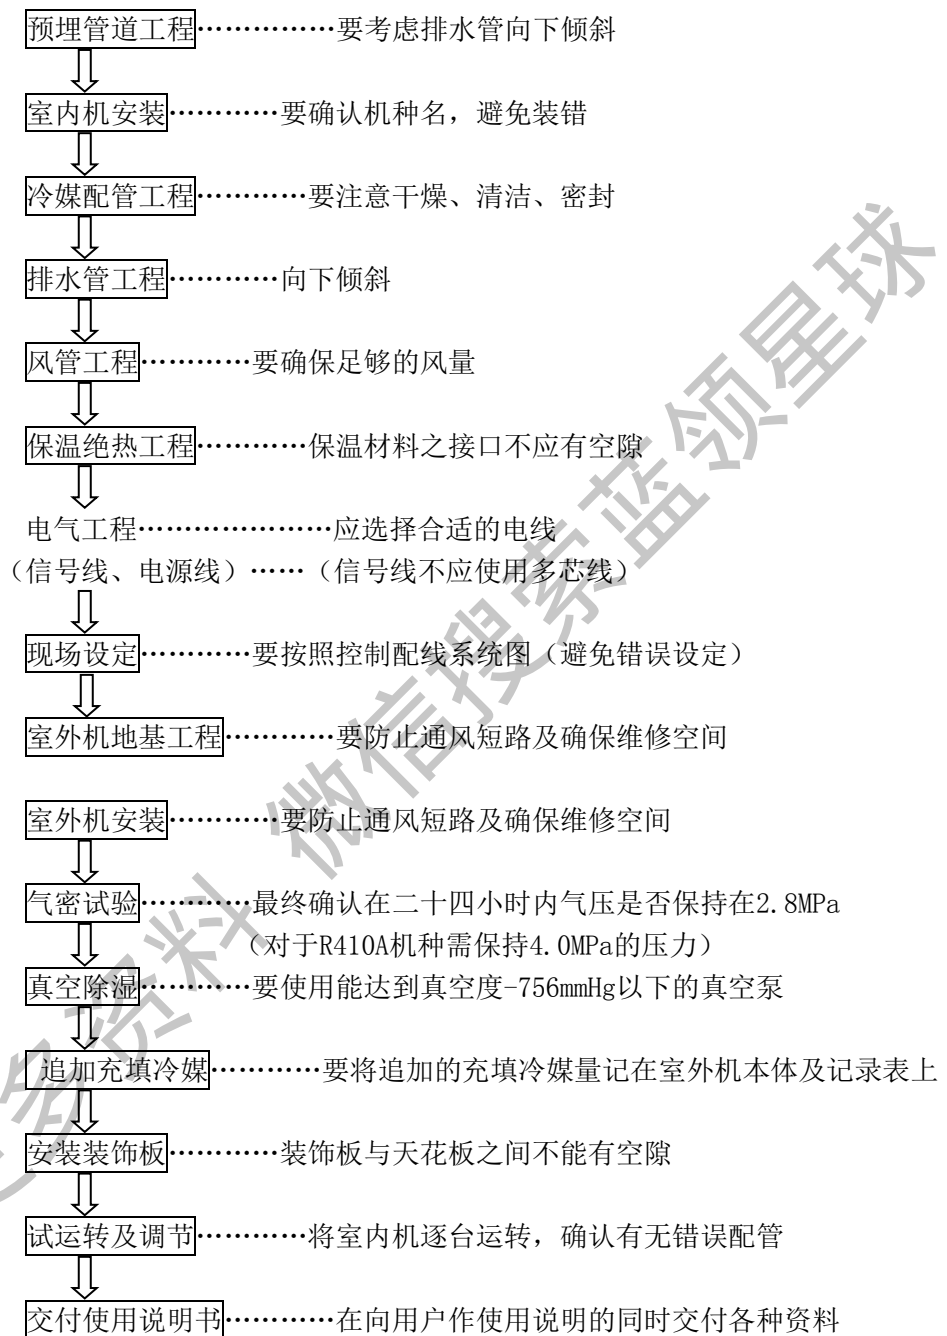 预埋管道工程……………要考虑排水管向下倾斜
室内机安装…………要确认机种名，避免装错
冷媒配管工程…………要注意干燥、清洁、密封
排水管工程…………向下倾斜
风管工程…………要确保足够的风量
保温绝热工程…………保温材料之接口不应有空隙
电气工程…………………应选择合适的电线
（信号线、电源线）……（信号线不应使用多芯线）
现场设定…………要按照控制配线系统图（避免错误设定）
室外机地基工程…………要防止通风短路及确保维修空间
室外机安装…………要防止通风短路及确保维修空间
气密试验…………最终确认在二十四小时内气压是否保持在2.8MPa
（对于R410A机种需保持4.0MPa的压力）
真空除湿…………要使用能达到真空度-756mmHg以下的真空泵
追加充填冷媒…………要将追加的充填冷媒量记在室外机本体及记录表上
安装装饰板…………装饰板与天花板之间不能有空隙
试运转及调节…………将室内机逐台运转，确认有无错误配管
交付使用说明书…………在向用户作使用说明的同时交付各种资料
更多资料 微信搜索蓝领星球